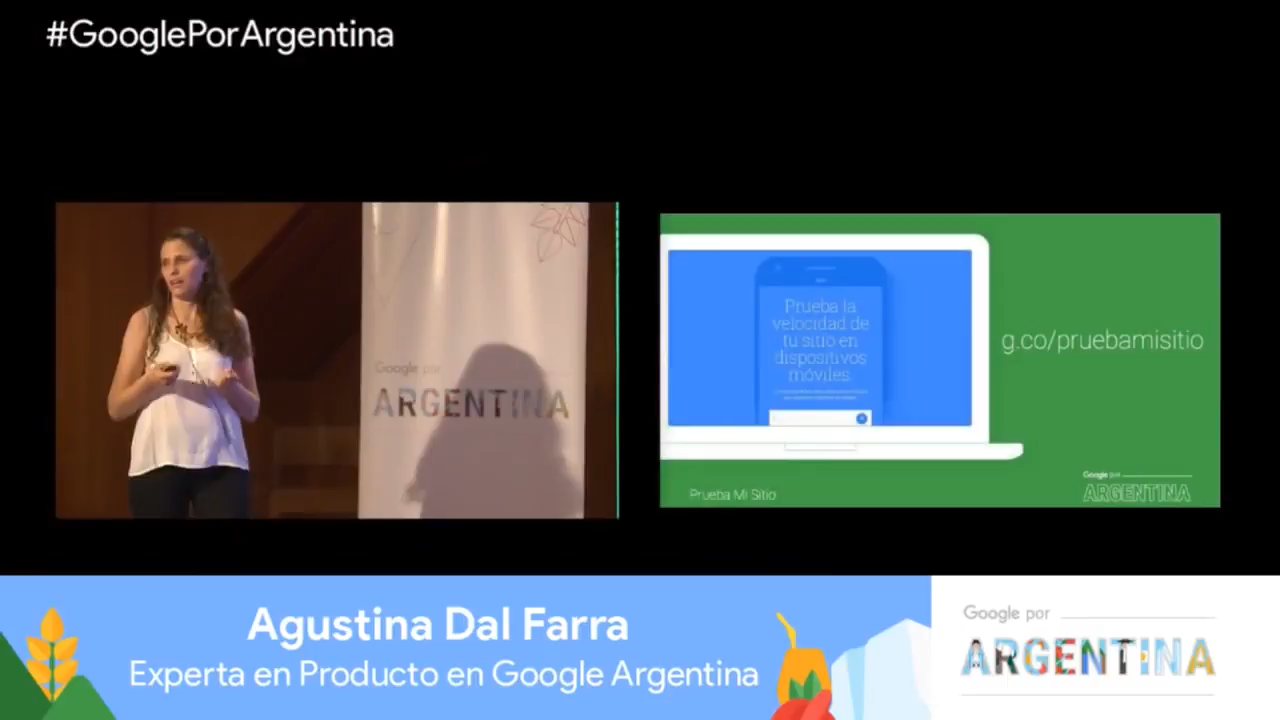 #GooglePorArgentina
Google por
ARGENTINA
Prueba la
velocidad de
tu sitio en
dispositivos
móviles.
g.co/pruebamisitio
Prueba Mi Sitio
Google por
ARGENTINA
Agustina Dal Farra
Experta en Producto en Google Argentina
Google por
ARGENTINA